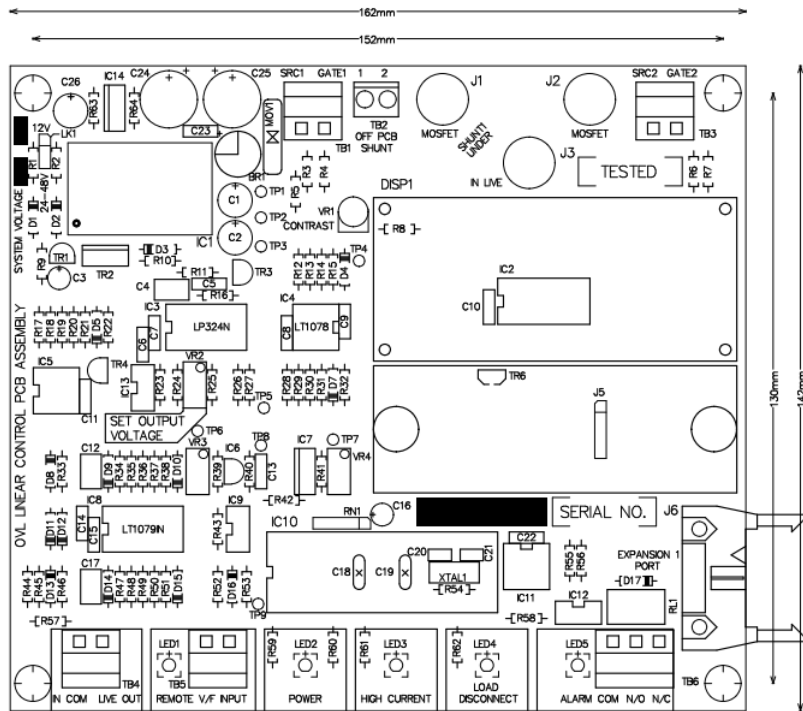 162mm
152mm
C26
R63
IC14
R64
C24
C25
C23
MOV1
SRC1 GATE1
1 2
TB1
TB2
OFF PCB
SHUNT
J1
MOSFET
SHUNT1
UNDER
J2
MOSFET
SRC2 GATE2
TB3
J3
IN LIVE
TESTED
R6
R7
12V
LK1
24-48V
SYSTEM VOLTAGE
R1
R2
D1
D2
BR1
C1
C2
IC1
TP1
TP2
TP3
R5
R3
R4
VR1
CONTRAST
TP4
DISP1
R8
IC2
C10
R9
TR1
C3
TR2
D3
R10
R11
C5
R16
C4
TR3
R12
R13
R14
R15
D4
IC3
LP324N
C6
C7
IC4
LT1078
C8
C9
R17
R18
R19
R20
R21
D5
R22
IC5
C11
TR4
IC13
R23
R24
VR2
R25
R26
R27
R28
R29
R30
R31
D7
R32
TR6
J5
OVL LINEAR CONTROL PCB ASSEMBLY
SET OUTPUT
VOLTAGE
TP5
TP6
TP8
TP7
D8
R33
C12
D9
R34
R35
R36
R37
R38
D10
VR3
R39
IC6
R40
C13
IC7
R41
VR4
R42
RN1
C16
SERIAL NO.
J6
D11
D12
IC8
C14
C15
LT1079IN
R43
IC9
IC10
C18
C19
C20
C21
XTAL1
R54
C22
IC11
R55
R56
EXPANSION 1
PORT
D17
RL1
R44
R45
D13
R46
C17
D14
R47
R48
R49
R50
R51
D15
R52
D16
R53
TP9
R58
IC12
R57
TB4
IN COM LIVE OUT
LED1
TB5
REMOTE V/F INPUT
R59
LED2
R60
POWER
R61
LED3
HIGH CURRENT
R62
LED4
LOAD
DISCONNECT
LED5
ALARM COM N/O N/C
TB6
130mm
142mm